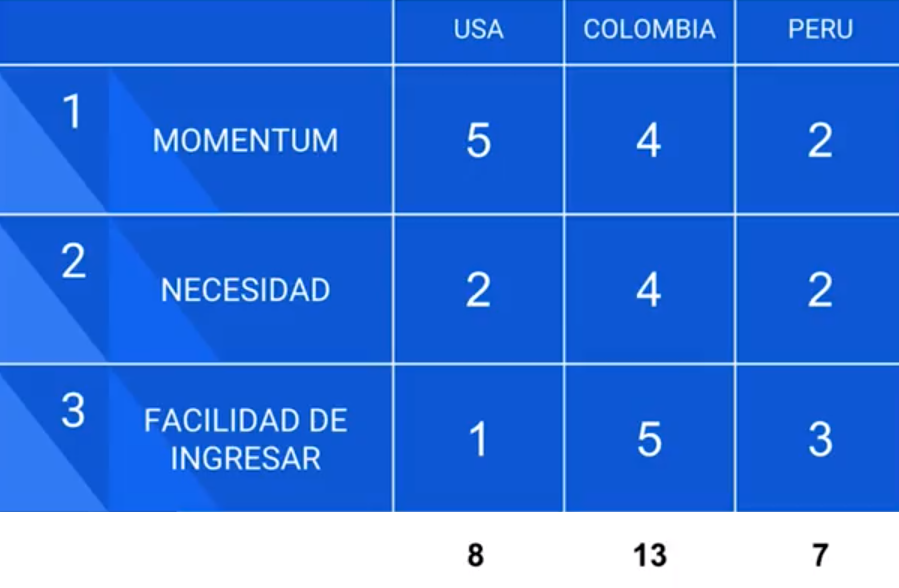 USA COLOMBIA PERU
1 MOMENTUM 5 4 2
2 NECESIDAD 2 4 2
3 FACILIDAD DE
INGRESAR 1 5 3
8 13 7